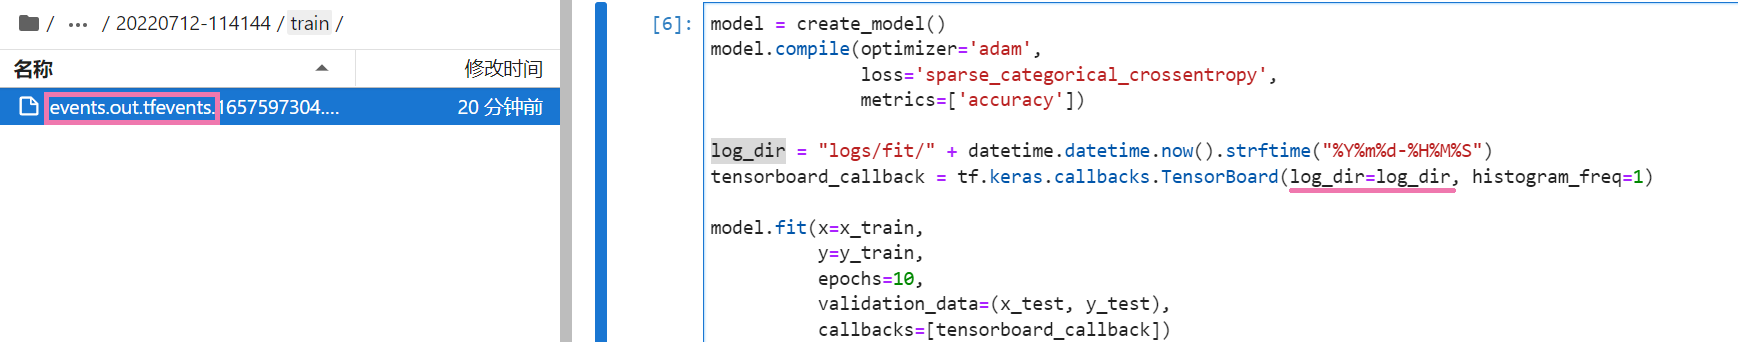 / ··· / 20220712-114144 / train /
名称 修改时间
events.out.tfevents.1657597304.... 20 分钟前
[6]:
model = create_model()
model.compile(optimizer='adam',
loss='sparse_categorical_crossentropy',
metrics=['accuracy'])
log_dir = "logs/fit/" + datetime.datetime.now().strftime("%Y%m%d-%H%M%S")
tensorboard_callback = tf.keras.callbacks.TensorBoard(log_dir=log_dir, histogram_freq=1)
model.fit(x=x_train,
y=y_train,
epochs=10,
validation_data=(x_test, y_test),
callbacks=[tensorboard_callback])